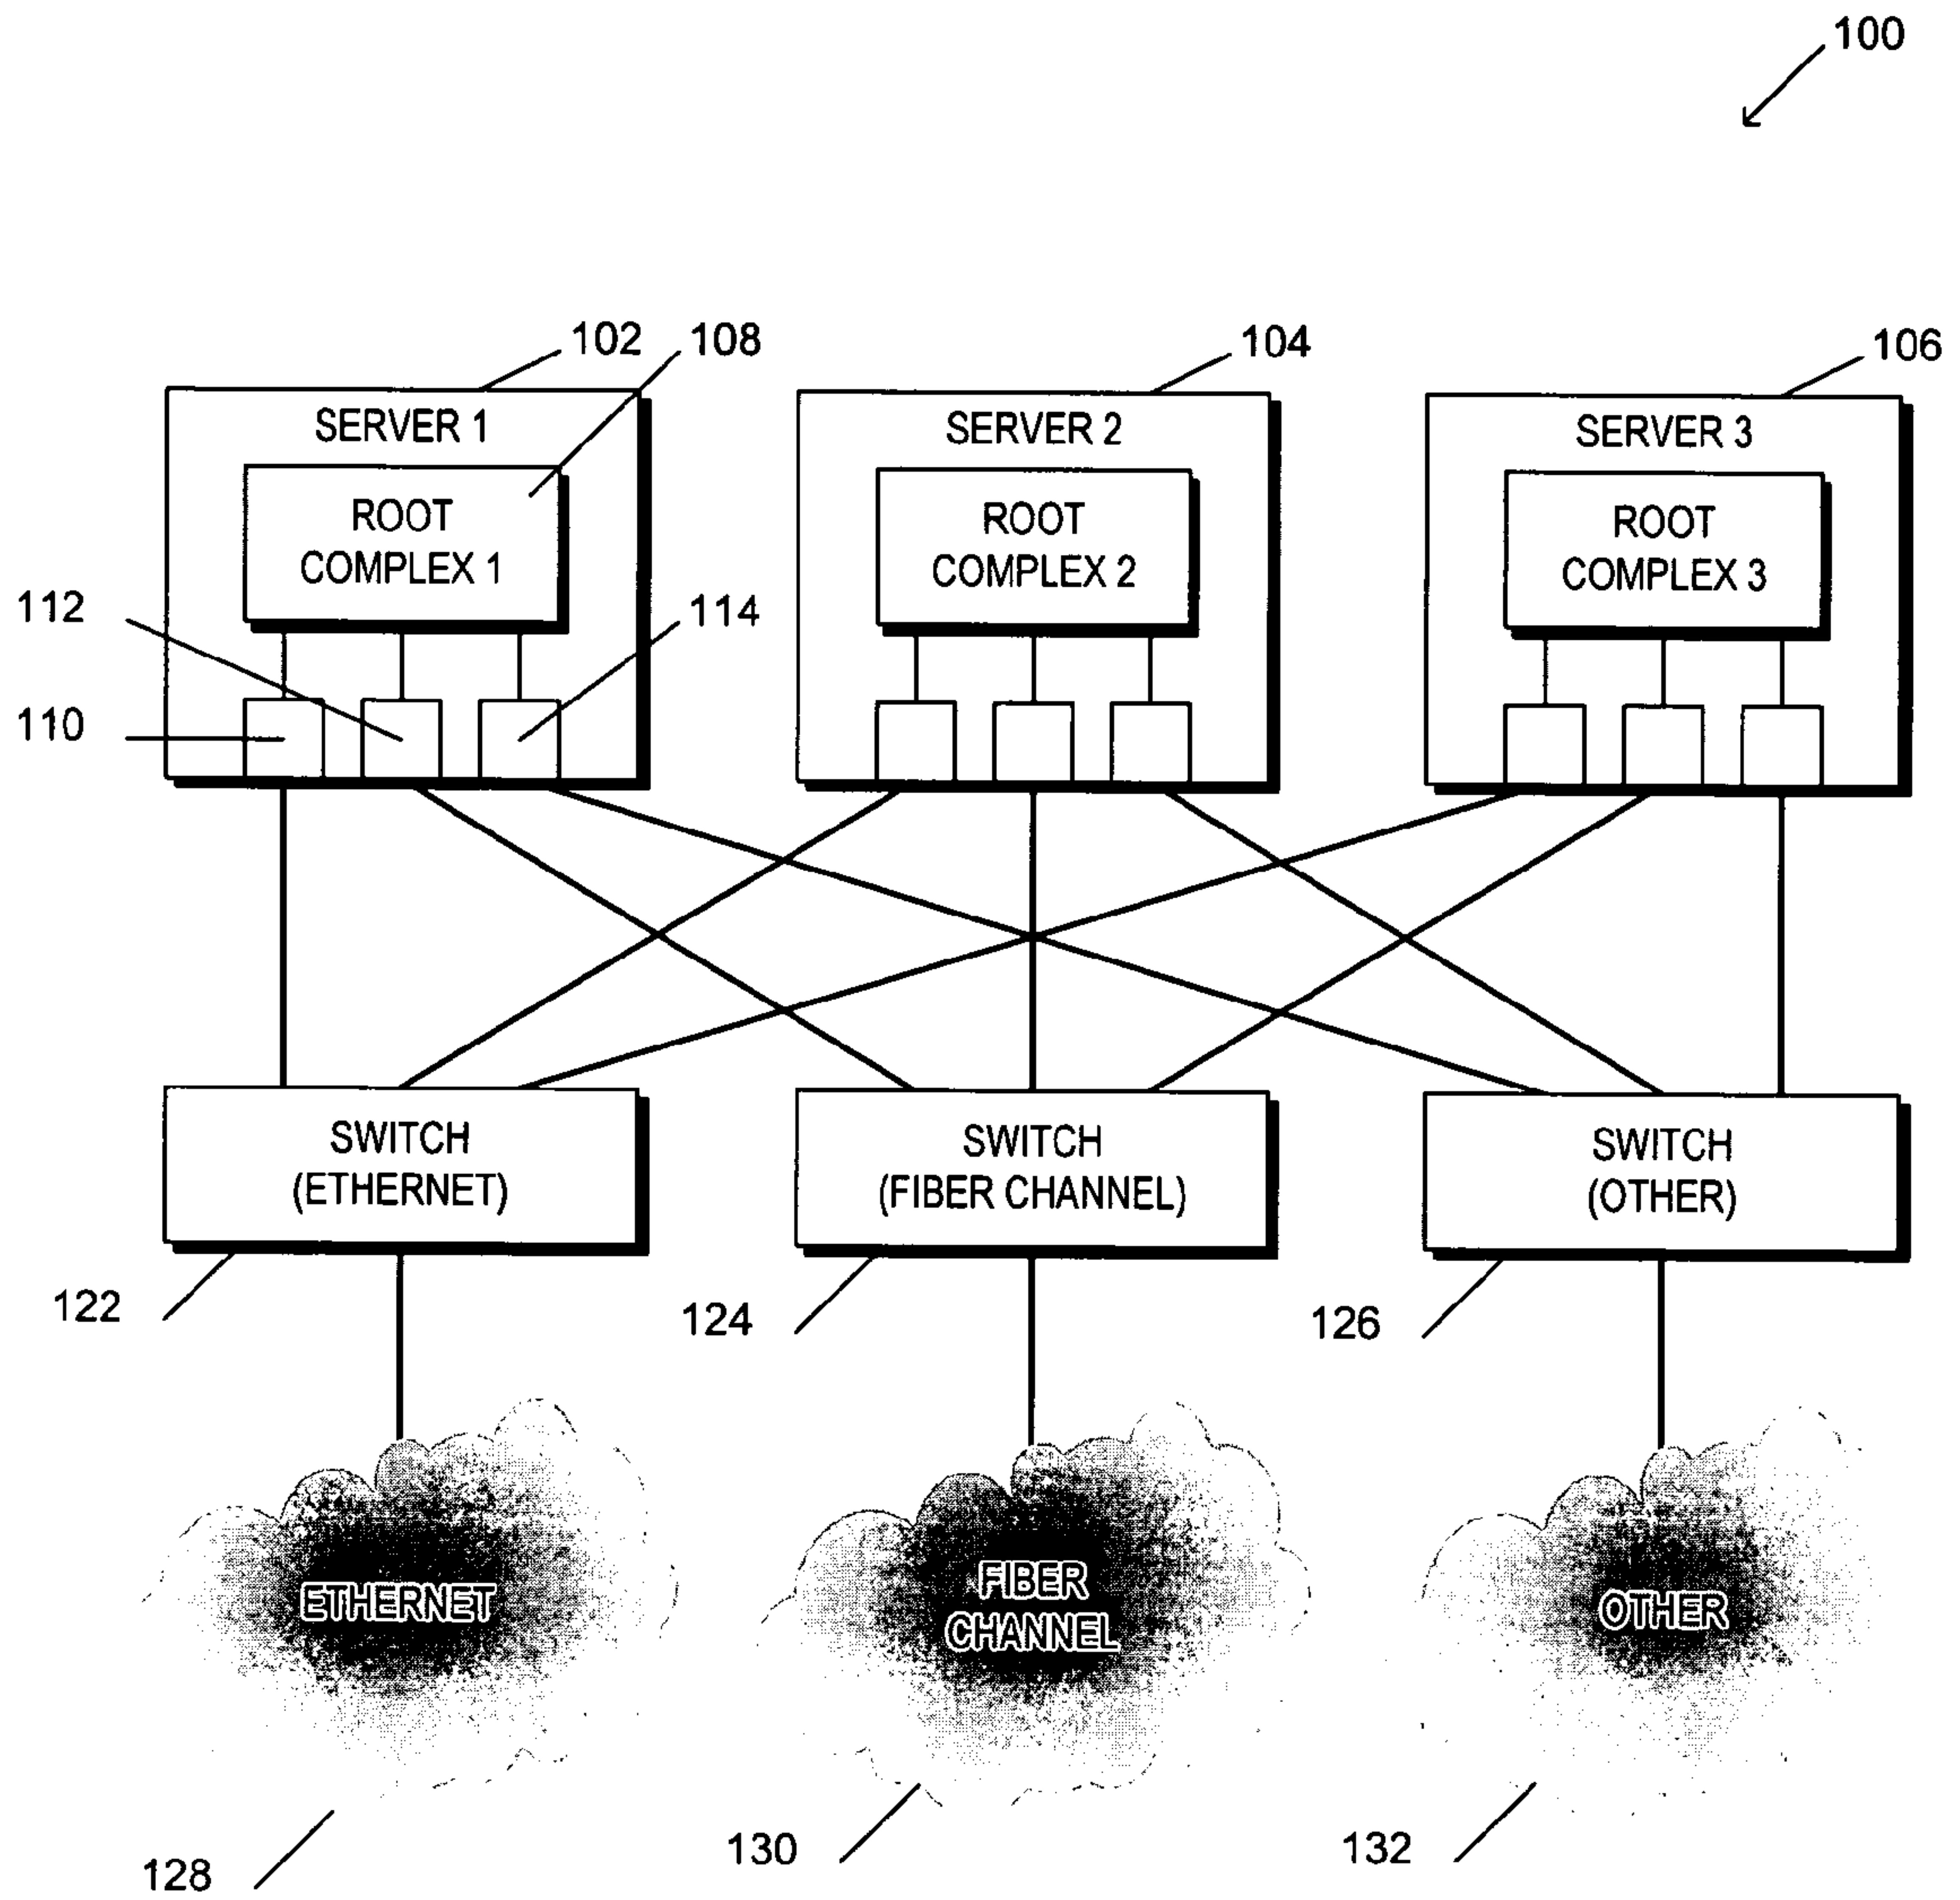 100
102
108
104
106
SERVER 1
SERVER 2
SERVER 3
ROOT
COMPLEX 1
ROOT
COMPLEX 2
ROOT
COMPLEX 3
112
114
110
SWITCH
(ETHERNET)
SWITCH
(FIBER CHANNEL)
SWITCH
(OTHER)
122
124
126
ETHERNET
FIBER
CHANNEL
OTHER
128
130
132